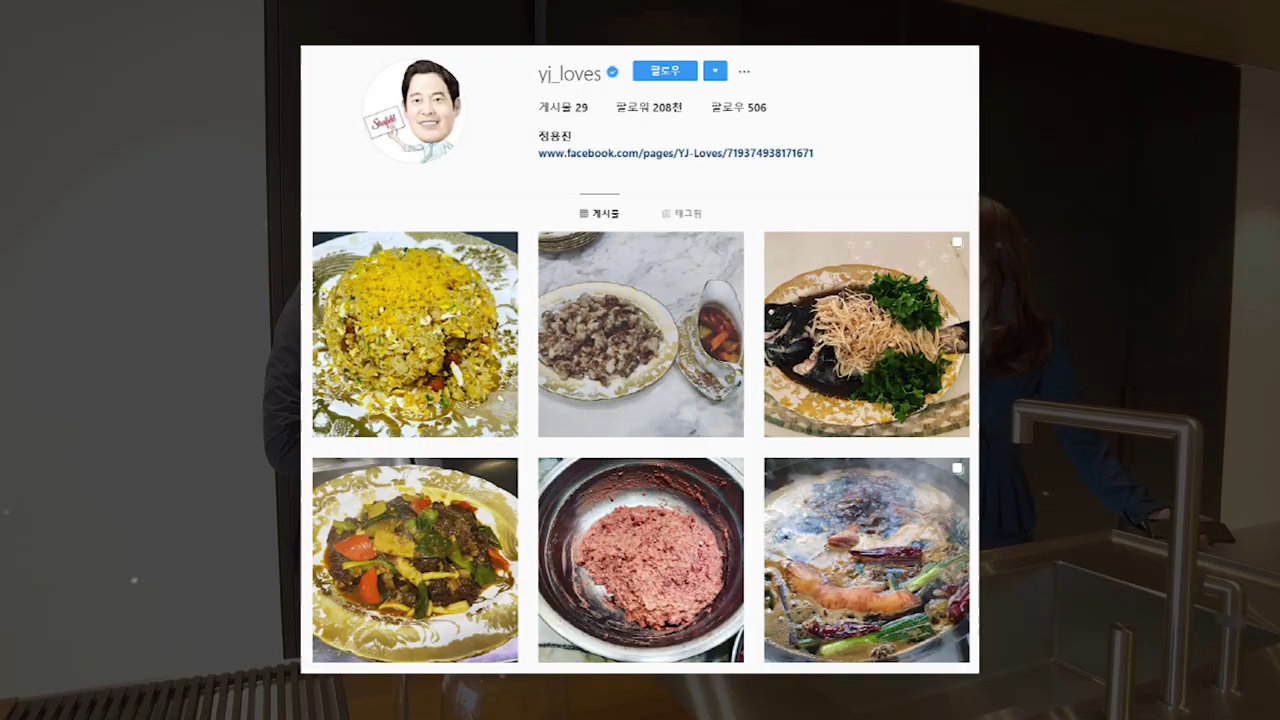 yj_loves 팔로우
게시물 29 팔로워 208천 팔로우 506
정용진
www.facebook.com/pages/YJ-Loves/719374938171671
게시물 태그됨